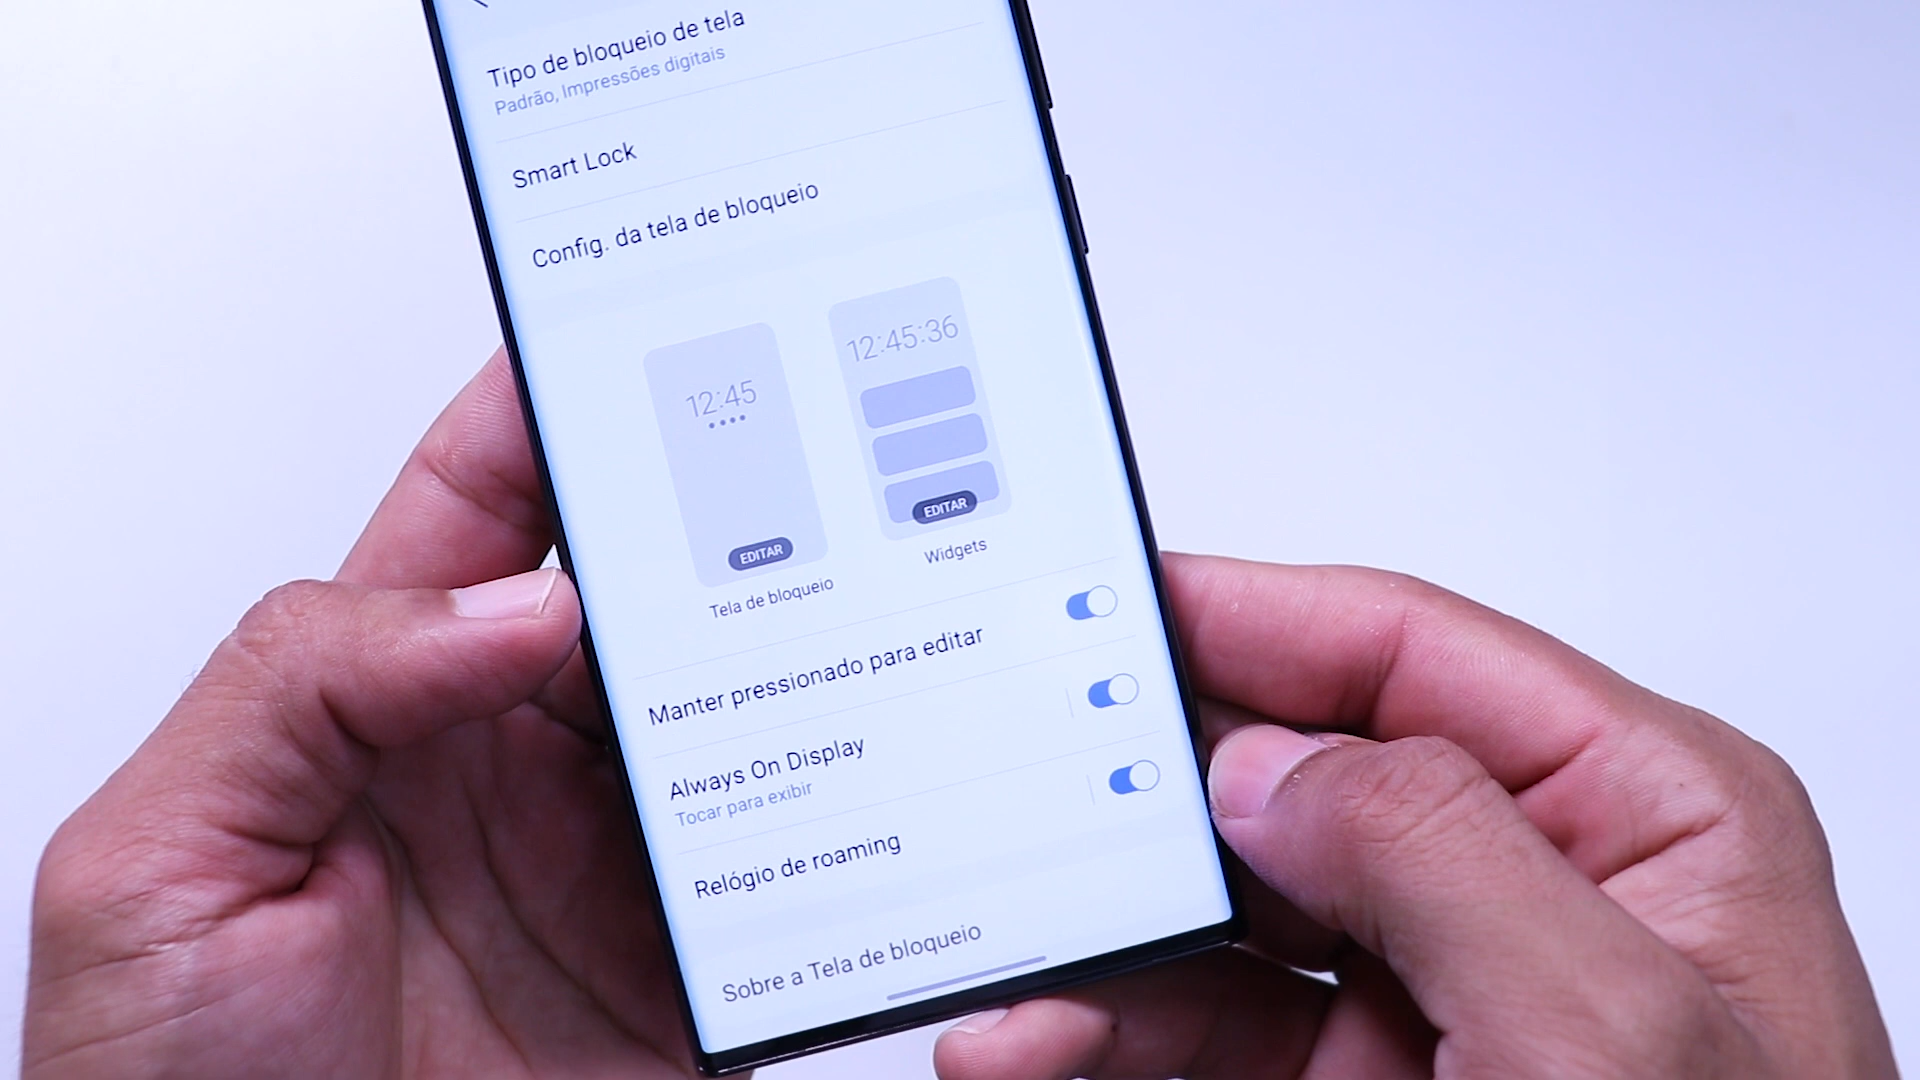 Tipo de bloqueio de tela
Padrão, Impressões digitais
Smart Lock
Config. da tela de bloqueio
12:45
EDITAR
Tela de bloqueio
12:45:36
EDITAR
Widgets
Manter pressionado para editar
Always On Display
Tocar para exibir
Relógio de roaming
Sobre a Tela de bloqueio